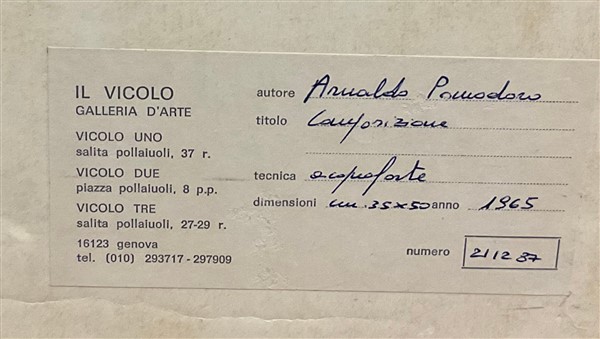 IL VICOLO
GALLERIA D'ARTE
VICOLO UNO
salita pollaiuoli, 37 r.
VICOLO DUE
piazza pollaiuoli, 8 p.p.
VICOLO TRE
salita pollaiuoli, 27-29 r.
16123 genova
tel. (010) 293717 - 297909
autore Arnaldo Pomodoro
titolo Composizione
tecnica acquaforte
dimensioni cm. 35x50 anno 1965
numero 211287